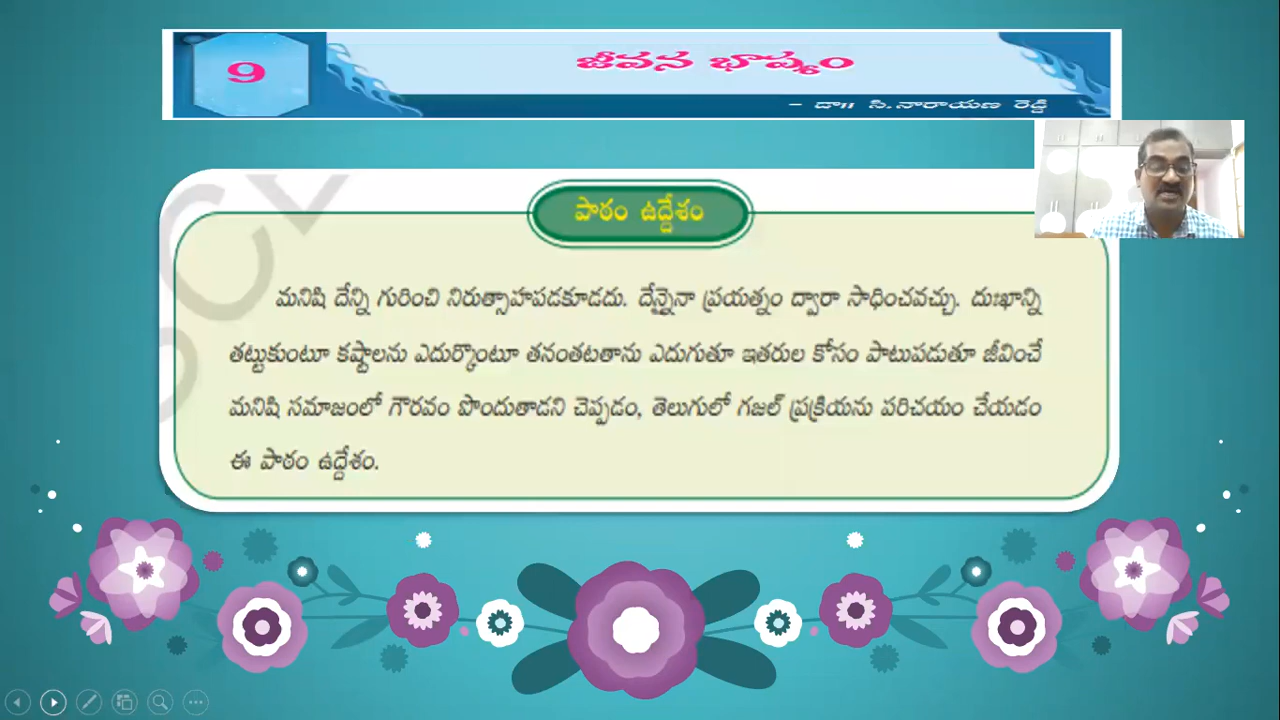 9
జీవన భాష్యం
– డా॥ సి.నారాయణ రెడ్డి
పాఠం ఉద్దేశం
మనిషి దేన్ని గురించి నిరుత్సాహపడకూడదు. దేన్నైనా ప్రయత్నం ద్వారా సాధించవచ్చు. దుఃఖాన్ని
తట్టుకుంటూ కష్టాలను ఎదుర్కొంటూ తనంతటతాను ఎదుగుతూ ఇతరుల కోసం పాటుపడుతూ జీవించే
మనిషి సమాజంలో గౌరవం పొందుతాడని చెప్పడం, తెలుగులో గజల్ ప్రక్రియను పరిచయం చేయడం
ఈ పాఠం ఉద్దేశం.